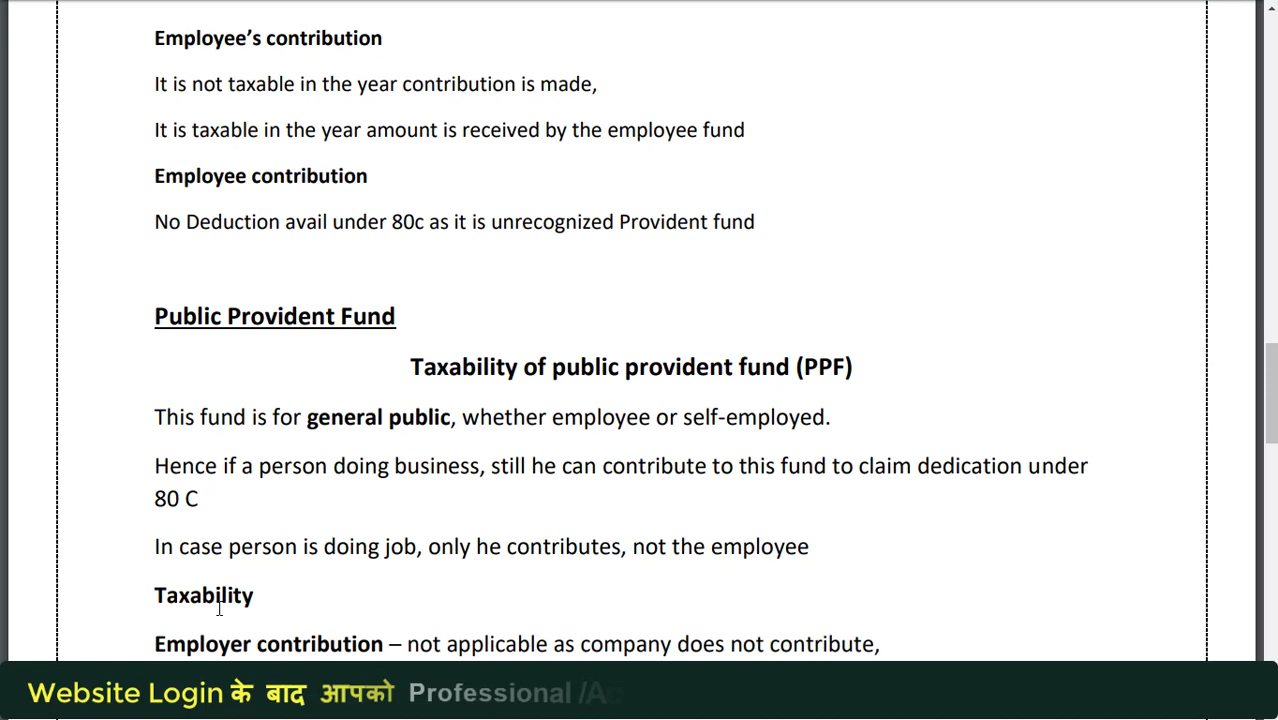 Employee’s contribution
It is not taxable in the year contribution is made,
It is taxable in the year amount is received by the employee fund
Employee contribution
No Deduction avail under 80c as it is unrecognized Provident fund
Public Provident Fund
Taxability of public provident fund (PPF)
This fund is for general public, whether employee or self-employed.
Hence if a person doing business, still he can contribute to this fund to claim dedication under
80 C
In case person is doing job, only he contributes, not the employee
Taxability
Employer contribution – not applicable as company does not contribute,
Website Login के बाद आपको Professional /Ac